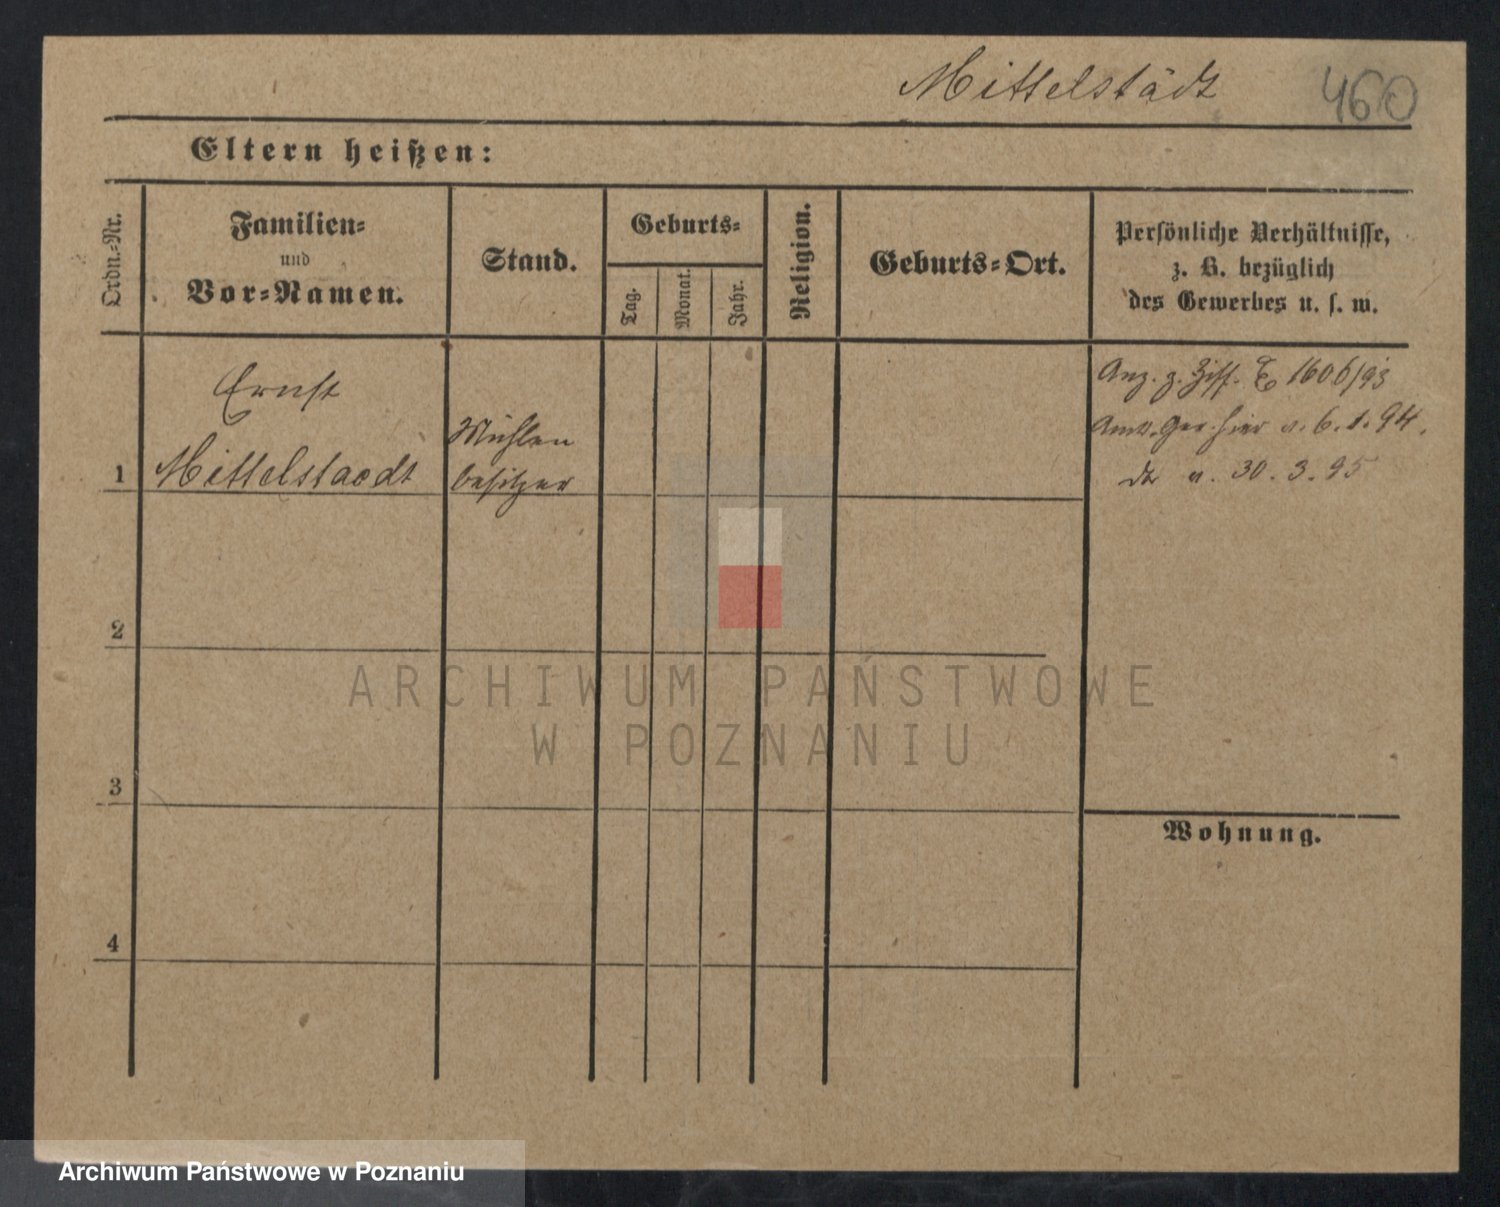 Mittelstädt
460
Eltern heißen:
Ordn.-Nr.
Familien-
und
Vor-Namen.
Stand.
Geburts-
Tag.
Monat.
Jahr.
Religion.
Geburts-Ort.
Persönliche Verhältnisse,
z. B. bezüglich
des Gewerbes u. s. w.
1
Ernst
Mittelstaedt
Mühlen
besitzer
Anz. z. Ziff. E 1606/93
Amts.Ger. hier v. 6.1.94.
do v. 30.3.95
2
3
4
Wohnung.
ARCHIWUM PAŃSTWOWE
W POZNANIU
Archiwum Państwowe w Poznaniu